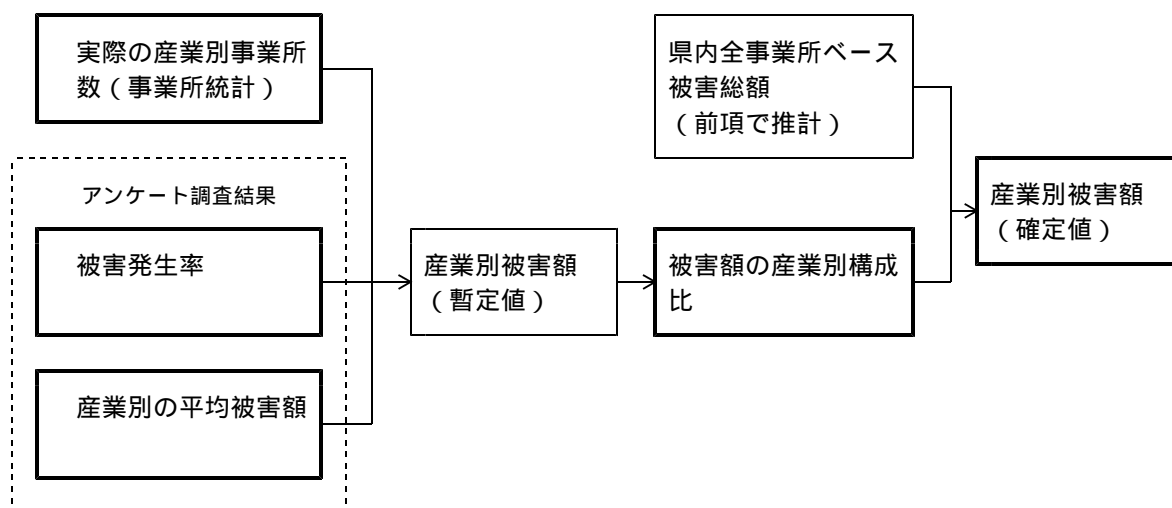 実際の産業別事業所
数（事業所統計）
アンケート調査結果
被害発生率
産業別の平均被害額
産業別被害額
（暫定値）
県内全事業所ベース
被害総額
（前項で推計）
被害額の産業別構成
比
産業別被害額
（確定値）